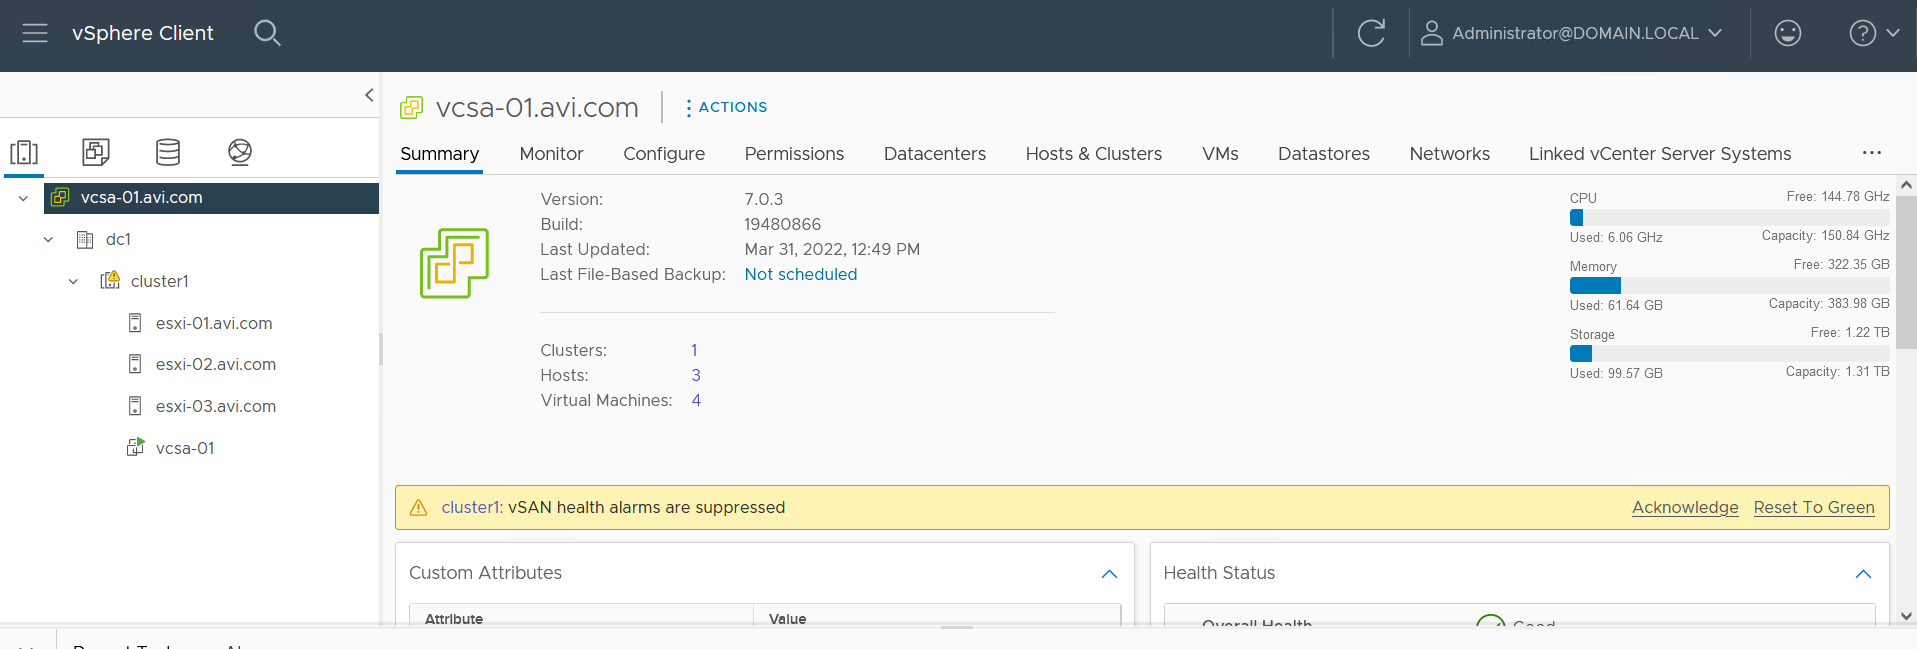 vSphere Client
Administrator@DOMAIN.LOCAL
vcsa-01.avi.com
ACTIONS
Summary Monitor Configure Permissions Datacenters Hosts & Clusters VMs Datastores Networks Linked vCenter Server Systems ...
vcsa-01.avi.com
dc1
cluster1
esxi-01.avi.com
esxi-02.avi.com
esxi-03.avi.com
vcsa-01
Version: 7.0.3
Build: 19480866
Last Updated: Mar 31, 2022, 12:49 PM
Last File-Based Backup: Not scheduled
Clusters: 1
Hosts: 3
Virtual Machines: 4
CPU Free: 144.78 GHz
Used: 6.06 GHz Capacity: 150.84 GHz
Memory Free: 322.35 GB
Used: 61.64 GB Capacity: 383.98 GB
Storage Free: 1.22 TB
Used: 99.57 GB Capacity: 1.31 TB
cluster1: vSAN health alarms are suppressed
Acknowledge Reset To Green
Custom Attributes
Attribute Value
Health Status
Overall Health Good